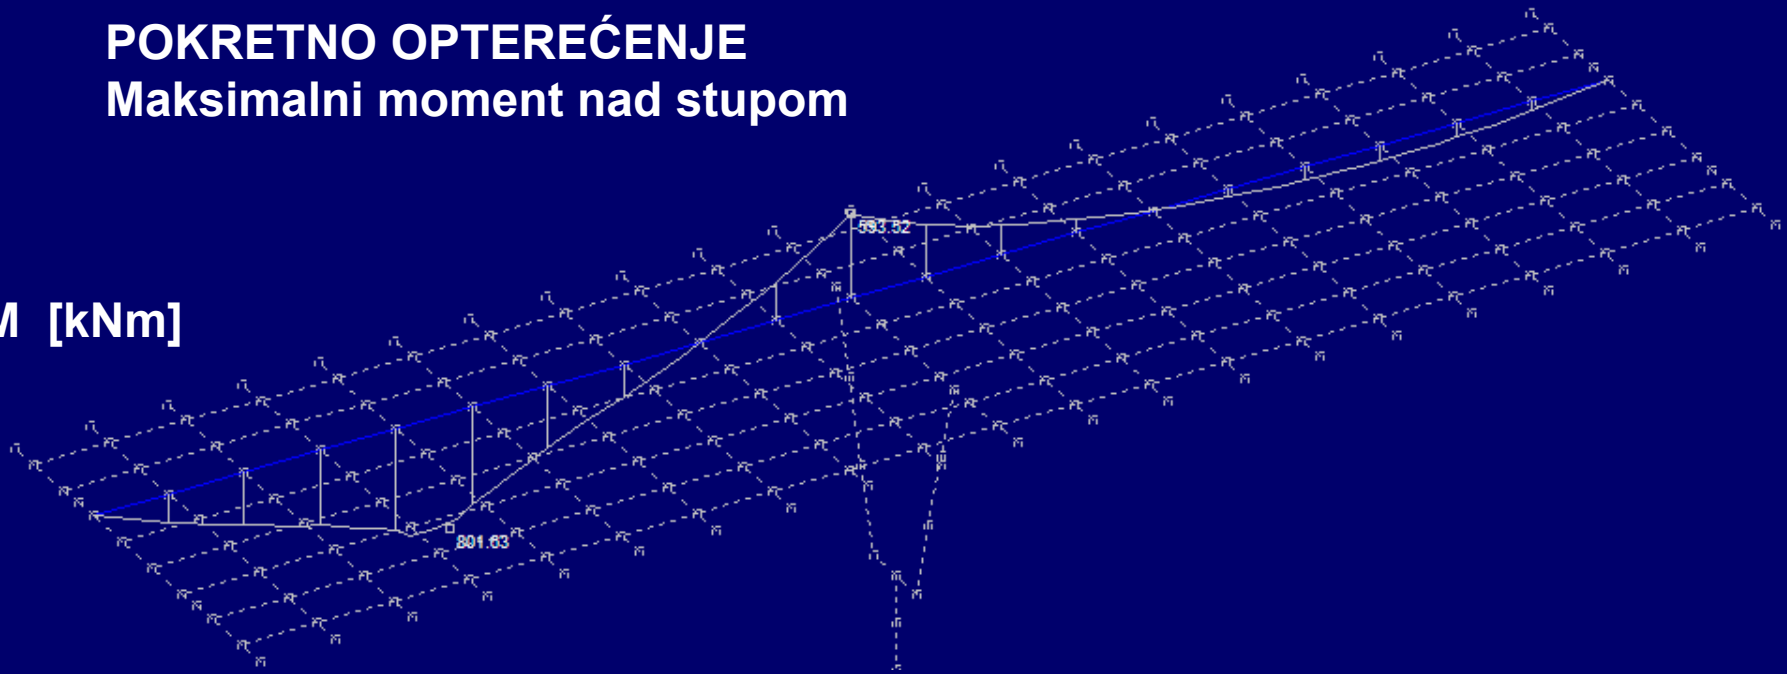 POKRETNO OPTEREĆENJE
Maksimalni moment nad stupom
-593.52
M [kNm]
801.63